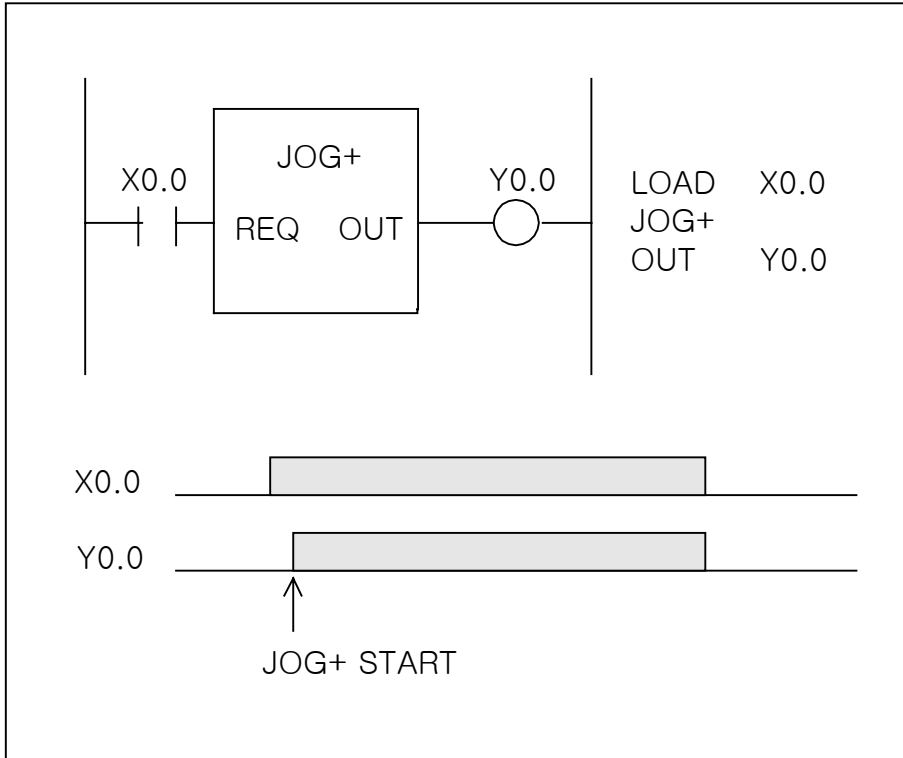 JOG+
X0.0
Y0.0
REQ OUT
LOAD X0.0
JOG+
OUT Y0.0
X0.0
Y0.0
JOG+ START